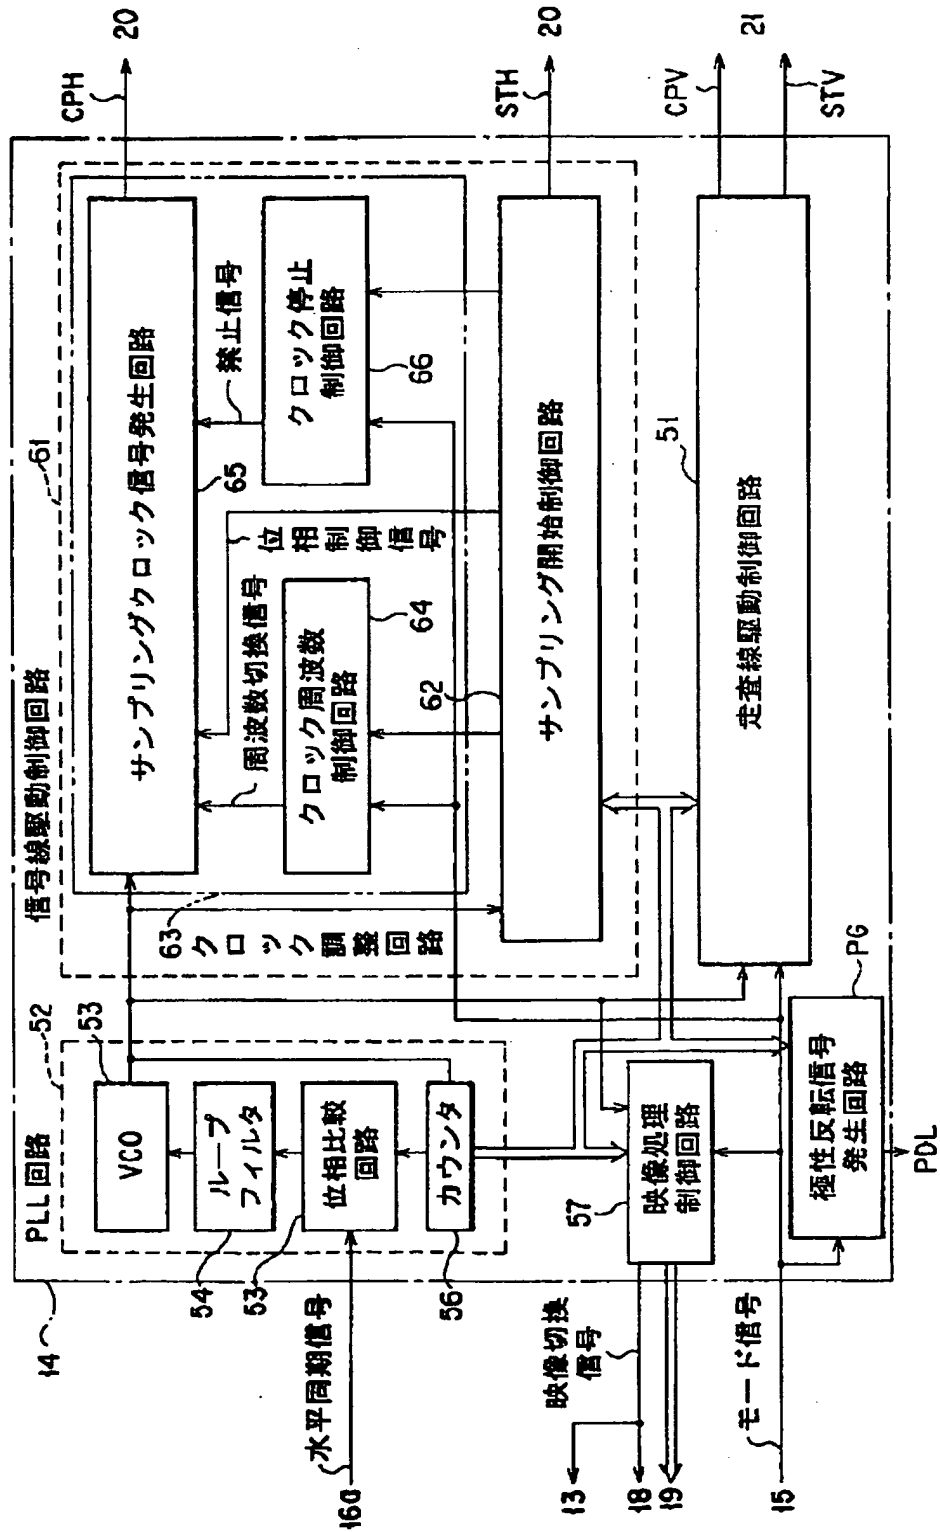 14
PLL回路
52
53
VCO
ループ
フィルタ
54
位相比較
回路
53
カウンタ
56
水平同期信号
160
信号線駆動制御回路
61
サンプリングクロック信号発生回路
65
CPH
20
周波数切換信号
位相制御信号
禁止信号
クロック周波数
制御回路
64
クロック停止
制御回路
66
63
クロック調整回路
サンプリング開始制御回路
62
STH
20
走査線駆動制御回路
51
CPV
21
STV
映像処理
制御回路
57
映像切換
信号
13
18
19
モード信号
15
極性反転信号
発生回路
PG
PDL